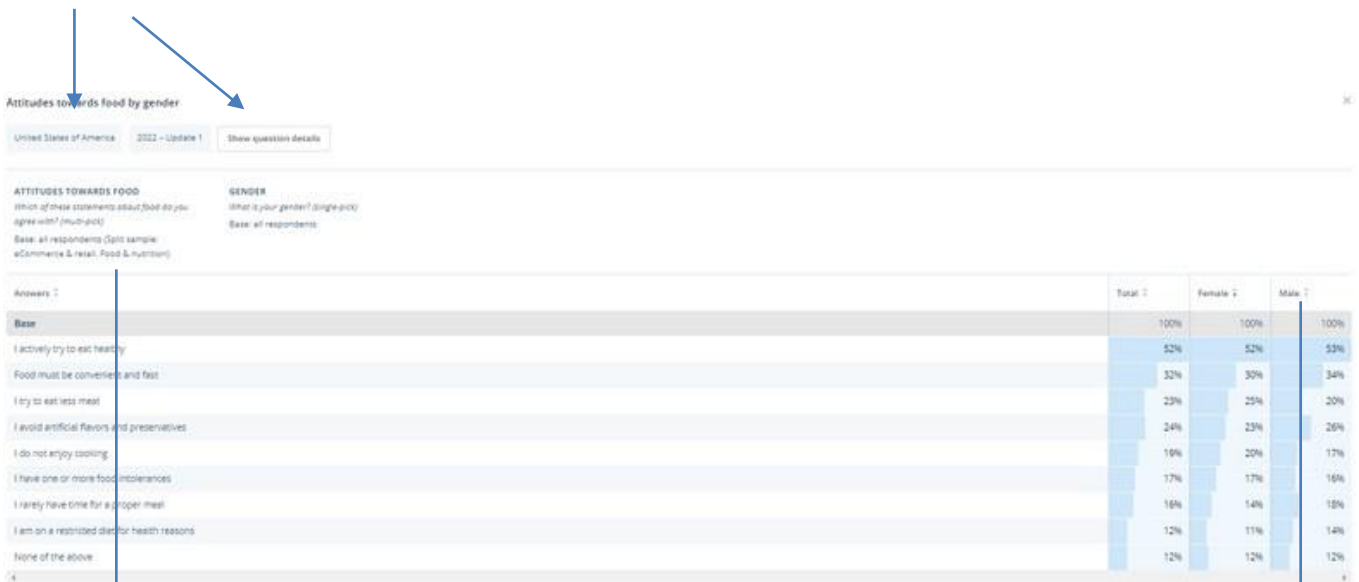 Attitudes towards food by gender
×
United States of America 2022 – Update 1 Show question details
ATTITUDES TOWARDS FOOD GENDER
Which of these statements about food do you What is your gender? (single-pick)
agree with? (multi-pick) Base: all respondents
Base: all respondents (Split sample:
eCommerce & retail, Food & nutrition)
Answers Total Female Male
Base 100% 100% 100%
I actively try to eat healthy 52% 52% 53%
Food must be convenient and fast 32% 30% 34%
I try to eat less meat 23% 25% 20%
I avoid artificial flavors and preservatives 24% 23% 26%
I do not enjoy cooking 19% 20% 17%
I have one or more food intolerances 17% 17% 16%
I rarely have time for a proper meal 16% 14% 18%
I am on a restricted diet for health reasons 12% 11% 14%
None of the above 12% 12% 12%